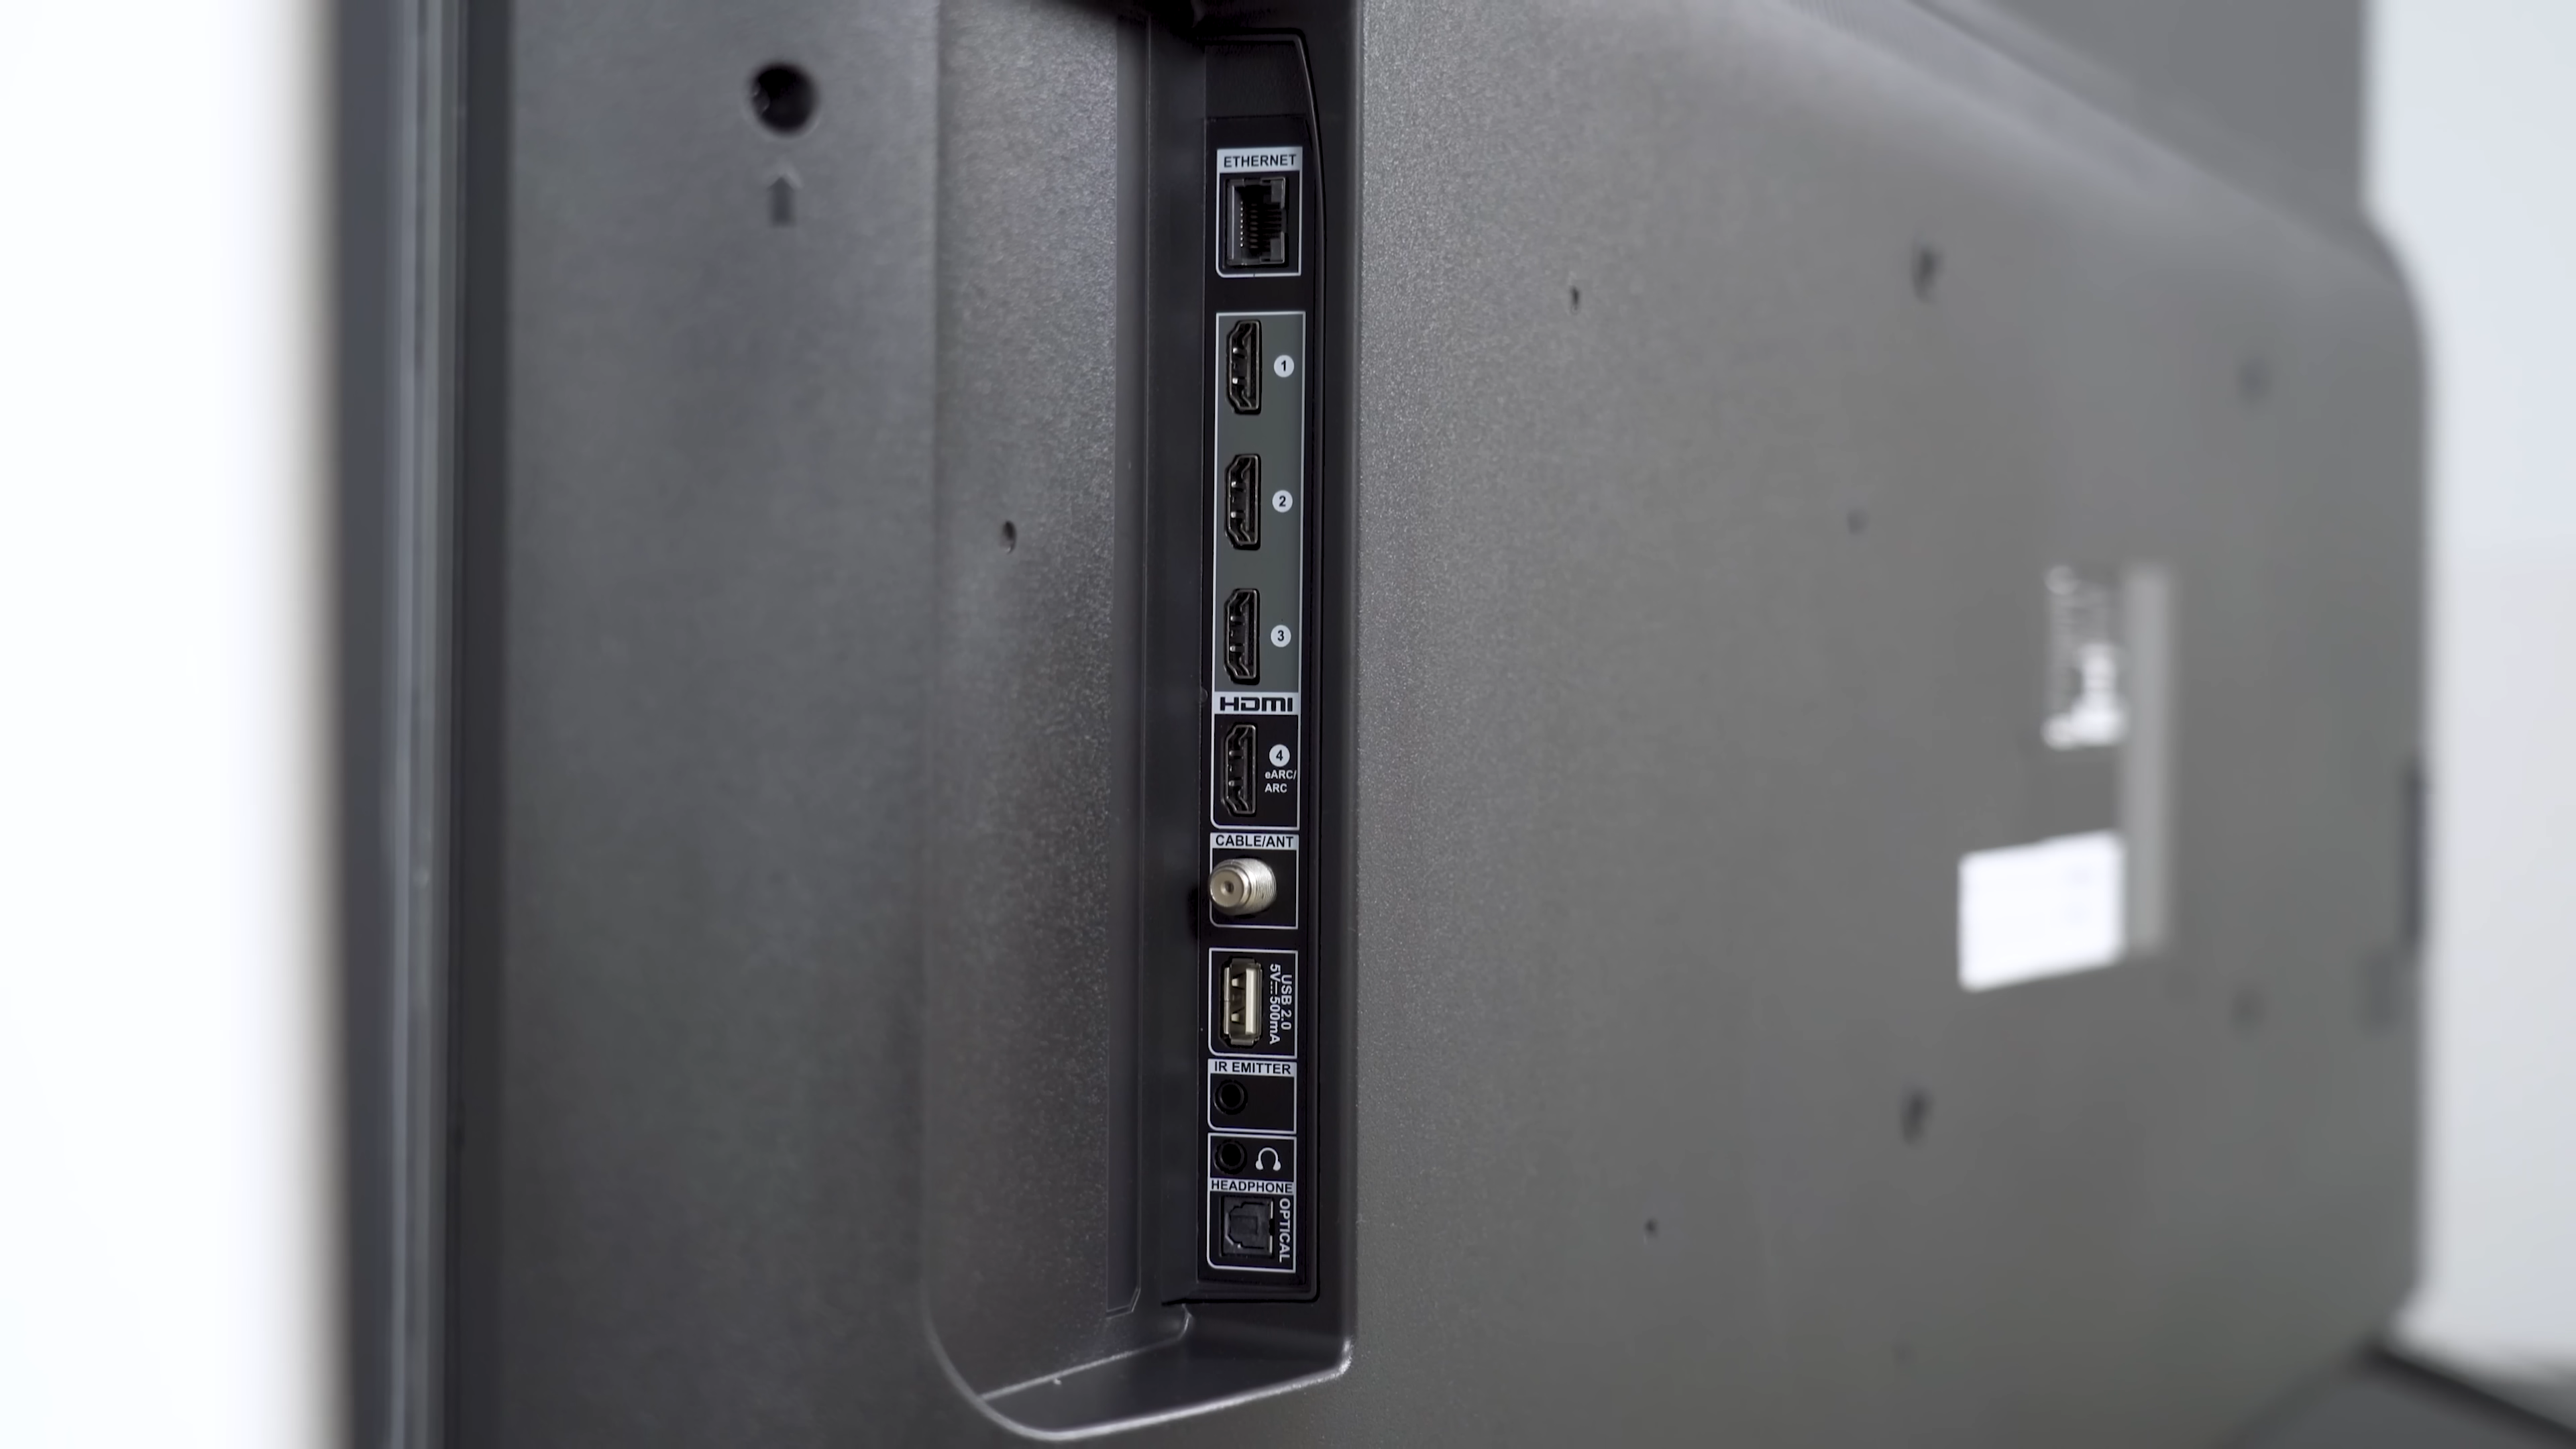 ETHERNET
1
2
3
HDMI
4
eARC/
ARC
CABLE/ANT
USB 2.0
5V⎓500mA
IR EMITTER
HEADPHONE
OPTICAL